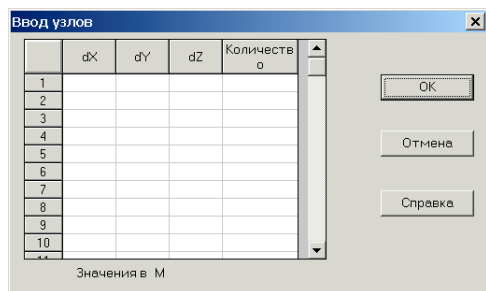 Ввод узлов
dX dY dZ Количеств
о
1
2
3
4
5
6
7
8
9
10
11
OK
Отмена
Справка
Значения в М